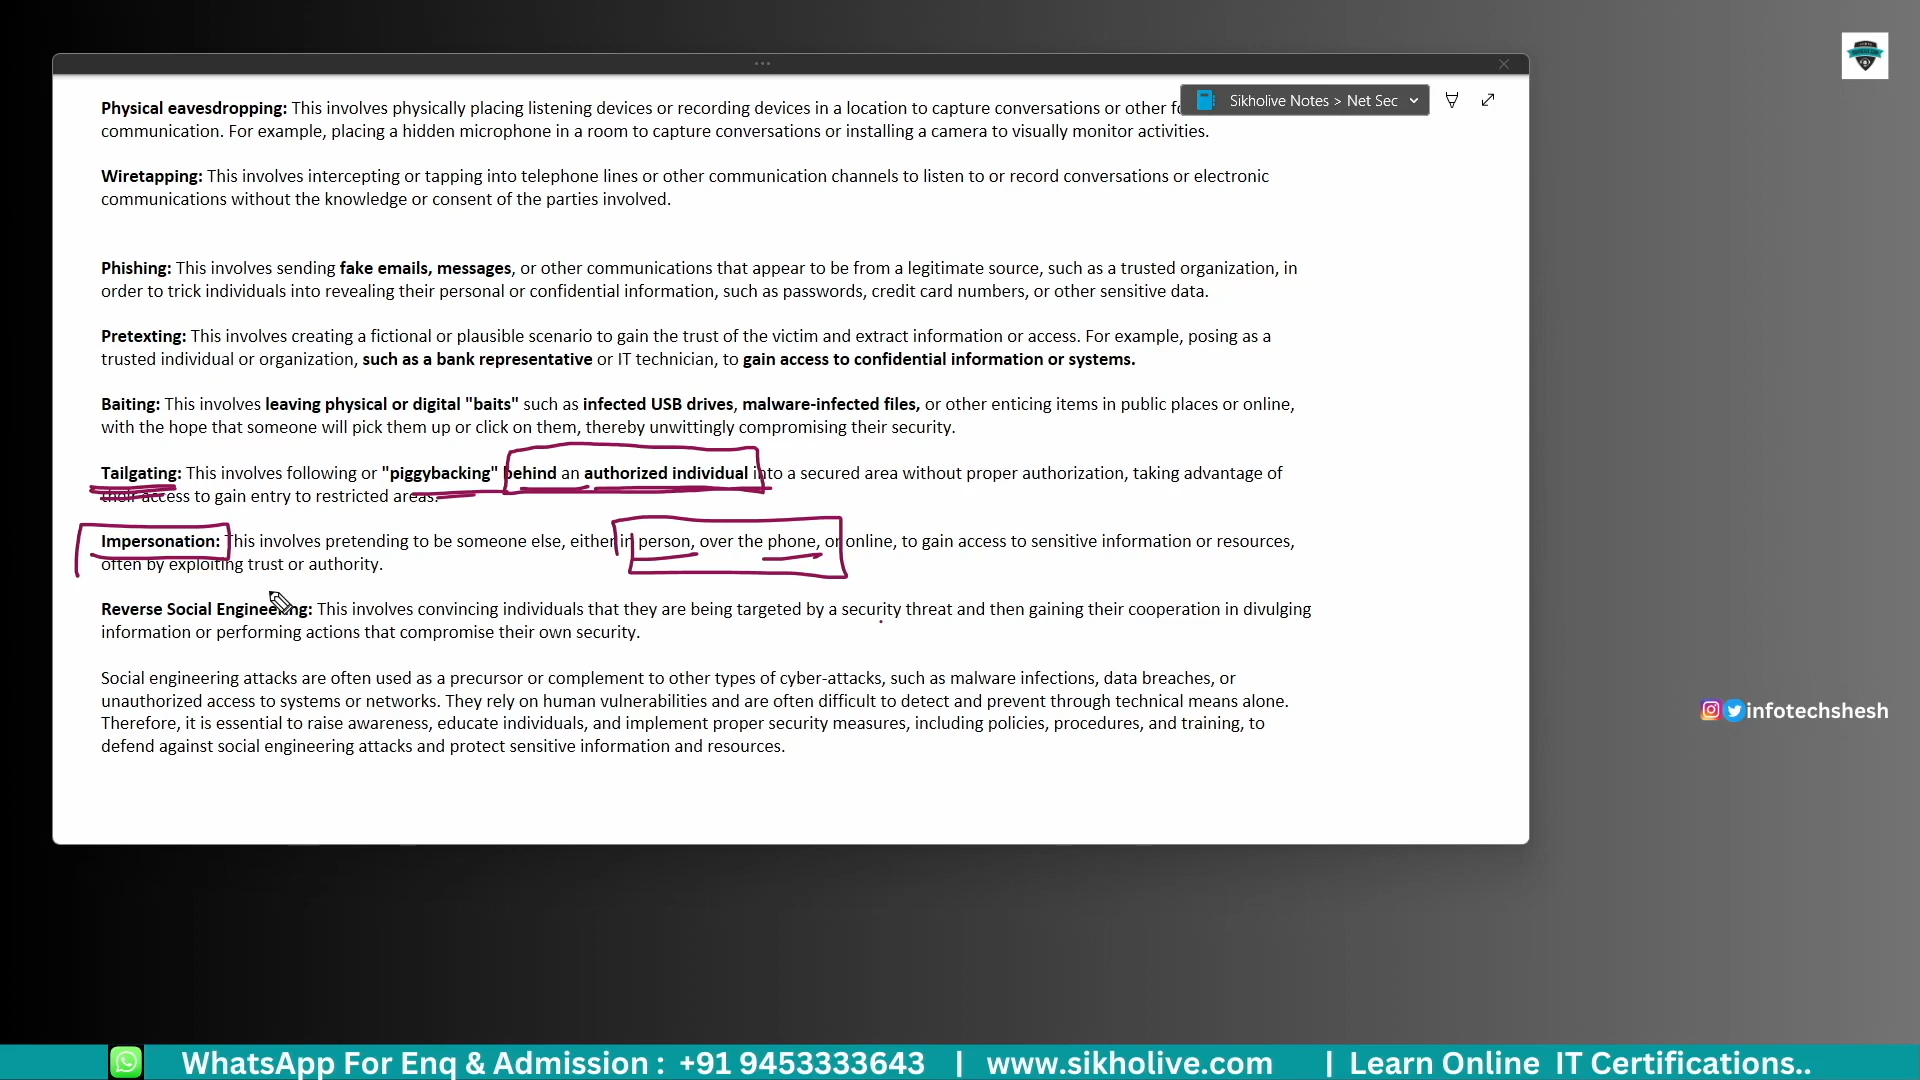 Sikholive Notes > Net Sec
Physical eavesdropping: This involves physically placing listening devices or recording devices in a location to capture conversations or other
communication. For example, placing a hidden microphone in a room to capture conversations or installing a camera to visually monitor activities.
Wiretapping: This involves intercepting or tapping into telephone lines or other communication channels to listen to or record conversations or electronic
communications without the knowledge or consent of the parties involved.
Phishing: This involves sending fake emails, messages, or other communications that appear to be from a legitimate source, such as a trusted organization, in
order to trick individuals into revealing their personal or confidential information, such as passwords, credit card numbers, or other sensitive data.
Pretexting: This involves creating a fictional or plausible scenario to gain the trust of the victim and extract information or access. For example, posing as a
trusted individual or organization, such as a bank representative or IT technician, to gain access to confidential information or systems.
Baiting: This involves leaving physical or digital "baits" such as infected USB drives, malware-infected files, or other enticing items in public places or online,
with the hope that someone will pick them up or click on them, thereby unwittingly compromising their security.
Tailgating: This involves following or "piggybacking" behind an authorized individual into a secured area without proper authorization, taking advantage of
their access to gain entry to restricted areas.
Impersonation: This involves pretending to be someone else, either in person, over the phone, or online, to gain access to sensitive information or resources,
often by exploiting trust or authority.
Reverse Social Engineering: This involves convincing individuals that they are being targeted by a security threat and then gaining their cooperation in divulging
information or performing actions that compromise their own security.
Social engineering attacks are often used as a precursor or complement to other types of cyber-attacks, such as malware infections, data breaches, or
unauthorized access to systems or networks. They rely on human vulnerabilities and are often difficult to detect and prevent through technical means alone.
Therefore, it is essential to raise awareness, educate individuals, and implement proper security measures, including policies, procedures, and training, to
defend against social engineering attacks and protect sensitive information and resources.
infotechshesh
WhatsApp For Enq & Admission : +91 9453333643 | www.sikholive.com | Learn Online IT Certifications..